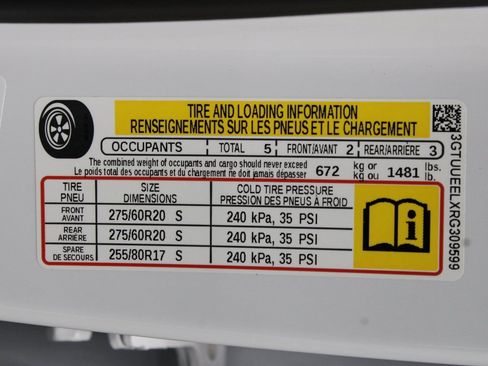 TIRE AND LOADING INFORMATION
RENSEIGNEMENTS SUR LES PNEUS ET LE CHARGEMENT
OCCUPANTS TOTAL 5 FRONT/AVANT 2 REAR/ARRIÈRE 3
The combined weight of occupants and cargo should never exceed 672 kg or 1481 lbs.
Le poids total des occupants et du chargement ne doit jamais dépasser kg ou lb.
TIRE SIZE COLD TIRE PRESSURE
PNEU DIMENSIONS PRESSION DES PNEUS À FROID
FRONT
AVANT 275/60R20 S 240 kPa, 35 PSI
REAR
ARRIÈRE 275/60R20 S 240 kPa, 35 PSI
SPARE
DE SECOURS 255/80R17 S 240 kPa, 35 PSI
i
3GTUUEELXRG309599